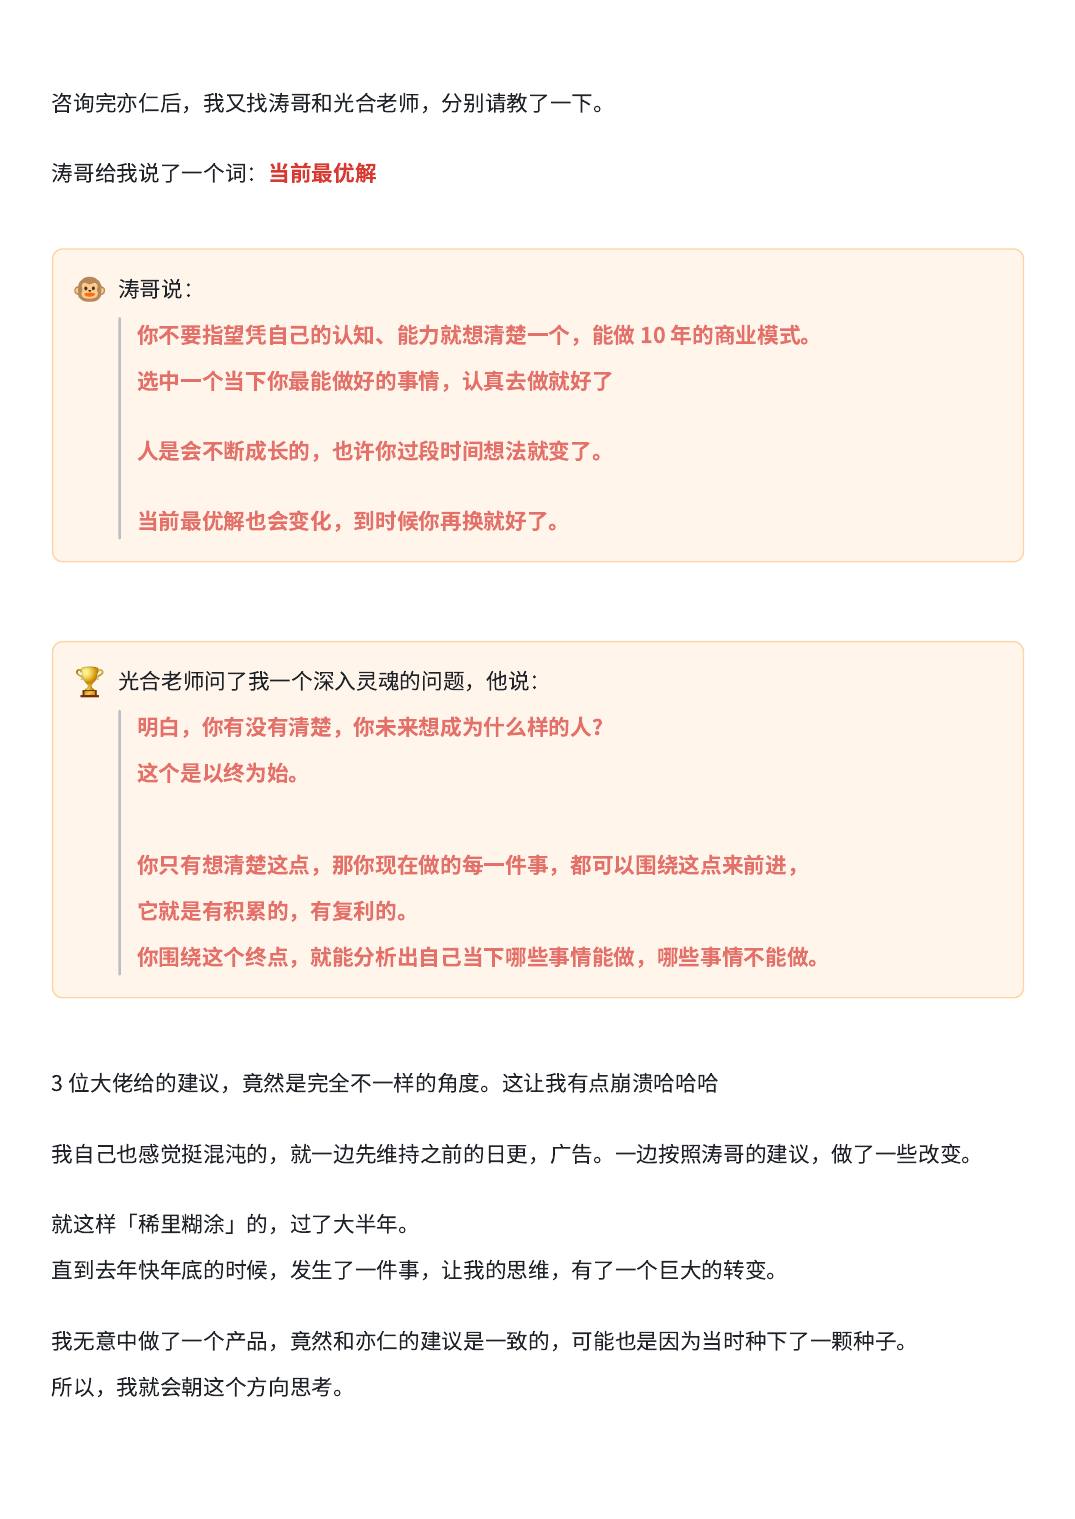 咨询完亦仁后，我又找涛哥和光合老师，分别请教了一下。
涛哥给我说了一个词：当前最优解
涛哥说：
你不要指望凭自己的认知、能力就想清楚一个，能做 10 年的商业模式。
选中一个当下你最能做好的事情，认真去做就好了
人是会不断成长的，也许你过段时间想法就变了。
当前最优解也会变化，到时候你再换就好了。
光合老师问了我一个深入灵魂的问题，他说：
明白，你有没有清楚，你未来想成为什么样的人？
这个是以终为始。
你只有想清楚这点，那你现在做的每一件事，都可以围绕这点来前进，
它就是有积累的，有复利的。
你围绕这个终点，就能分析出自己当下哪些事情能做，哪些事情不能做。
3 位大佬给的建议，竟然是完全不一样的角度。这让我有点崩溃哈哈哈
我自己也感觉挺混沌的，就一边先维持之前的日更，广告。一边按照涛哥的建议，做了一些改变。
就这样「稀里糊涂」的，过了大半年。
直到去年快年底的时候，发生了一件事，让我的思维，有了一个巨大的转变。
我无意中做了一个产品，竟然和亦仁的建议是一致的，可能也是因为当时种下了一颗种子。
所以，我就会朝这个方向思考。